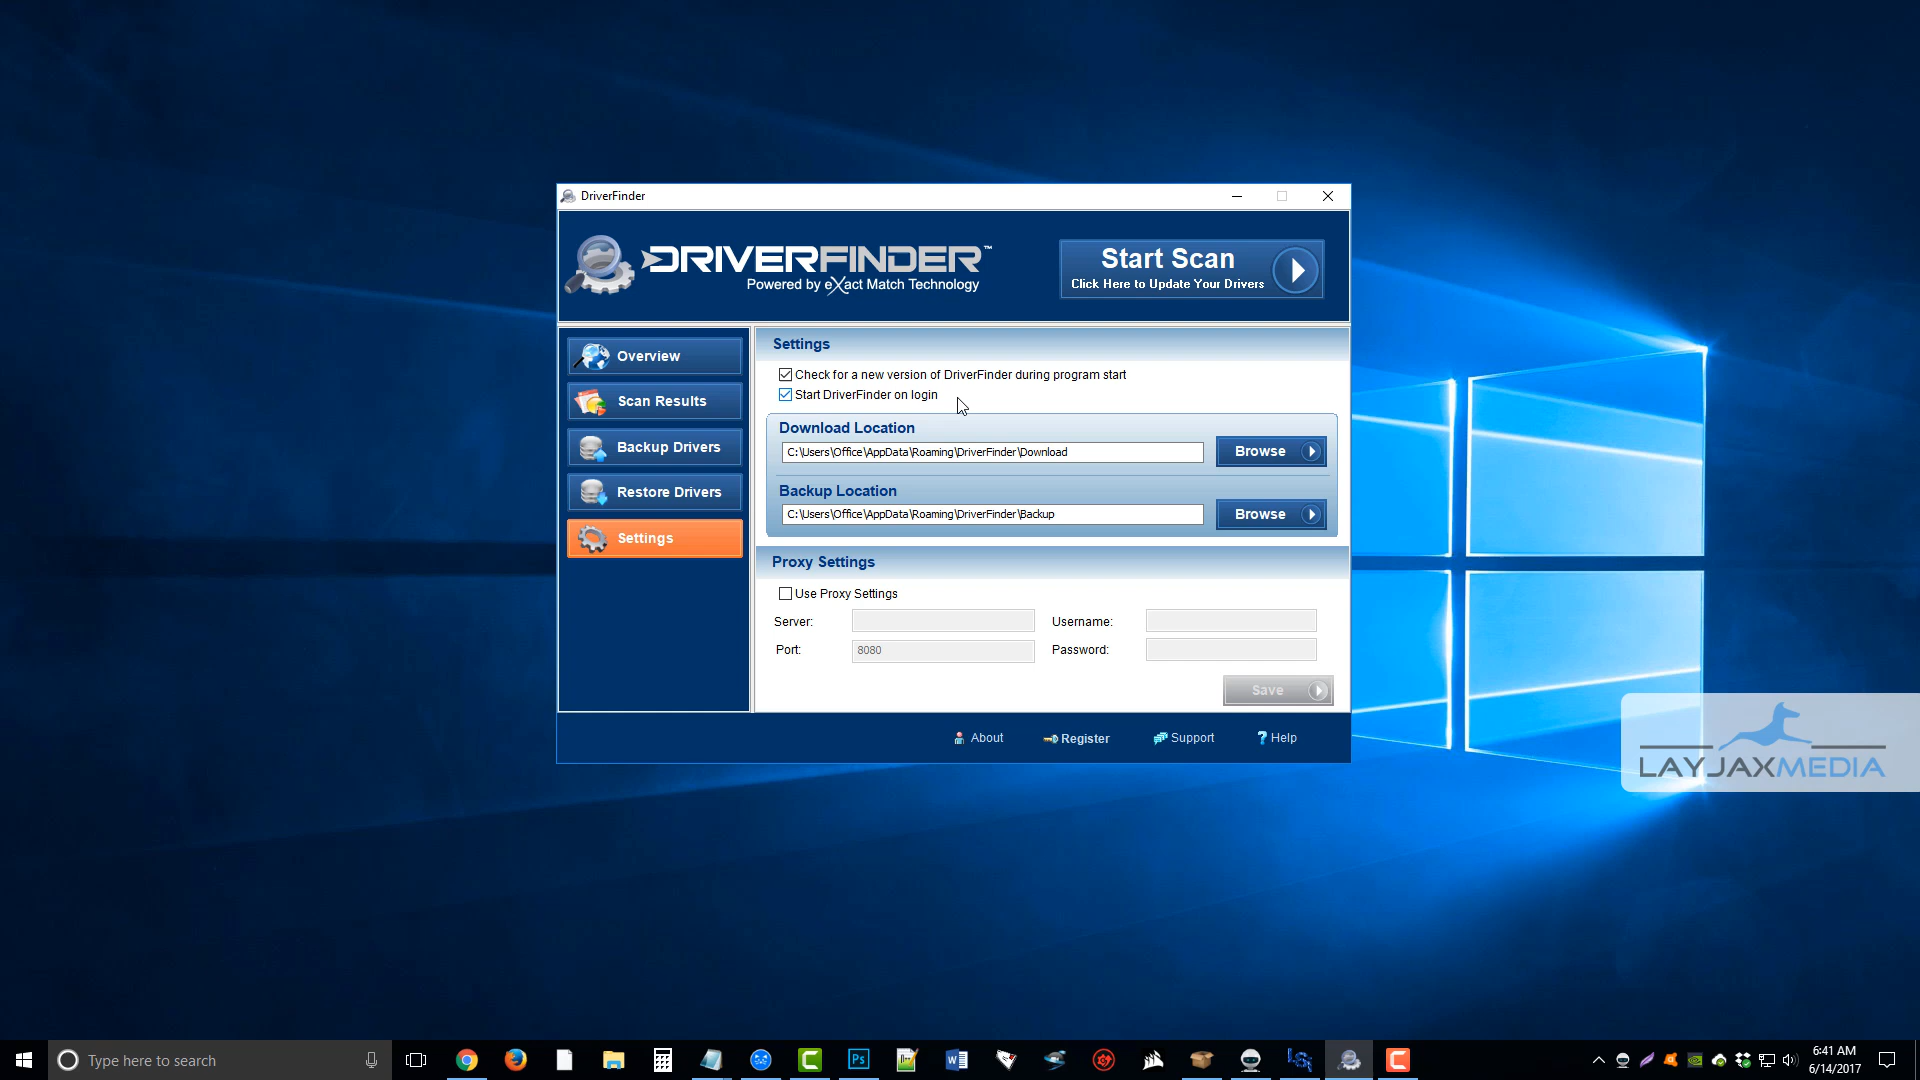 DriverFinder
DRIVERFINDER™
Powered by eXact Match Technology
Start Scan
Click Here to Update Your Drivers
Overview
Scan Results
Backup Drivers
Restore Drivers
Settings
Settings
Check for a new version of DriverFinder during program start
Start DriverFinder on login
Download Location
C:\Users\Office\AppData\Roaming\DriverFinder\Download
Browse
Backup Location
C:\Users\Office\AppData\Roaming\DriverFinder\Backup
Browse
Proxy Settings
Use Proxy Settings
Server:
Username:
Port:
8080
Password:
Save
About
Register
Support
Help
LAYJAXMEDIA
Type here to search
Ps
6:41 AM
6/14/2017